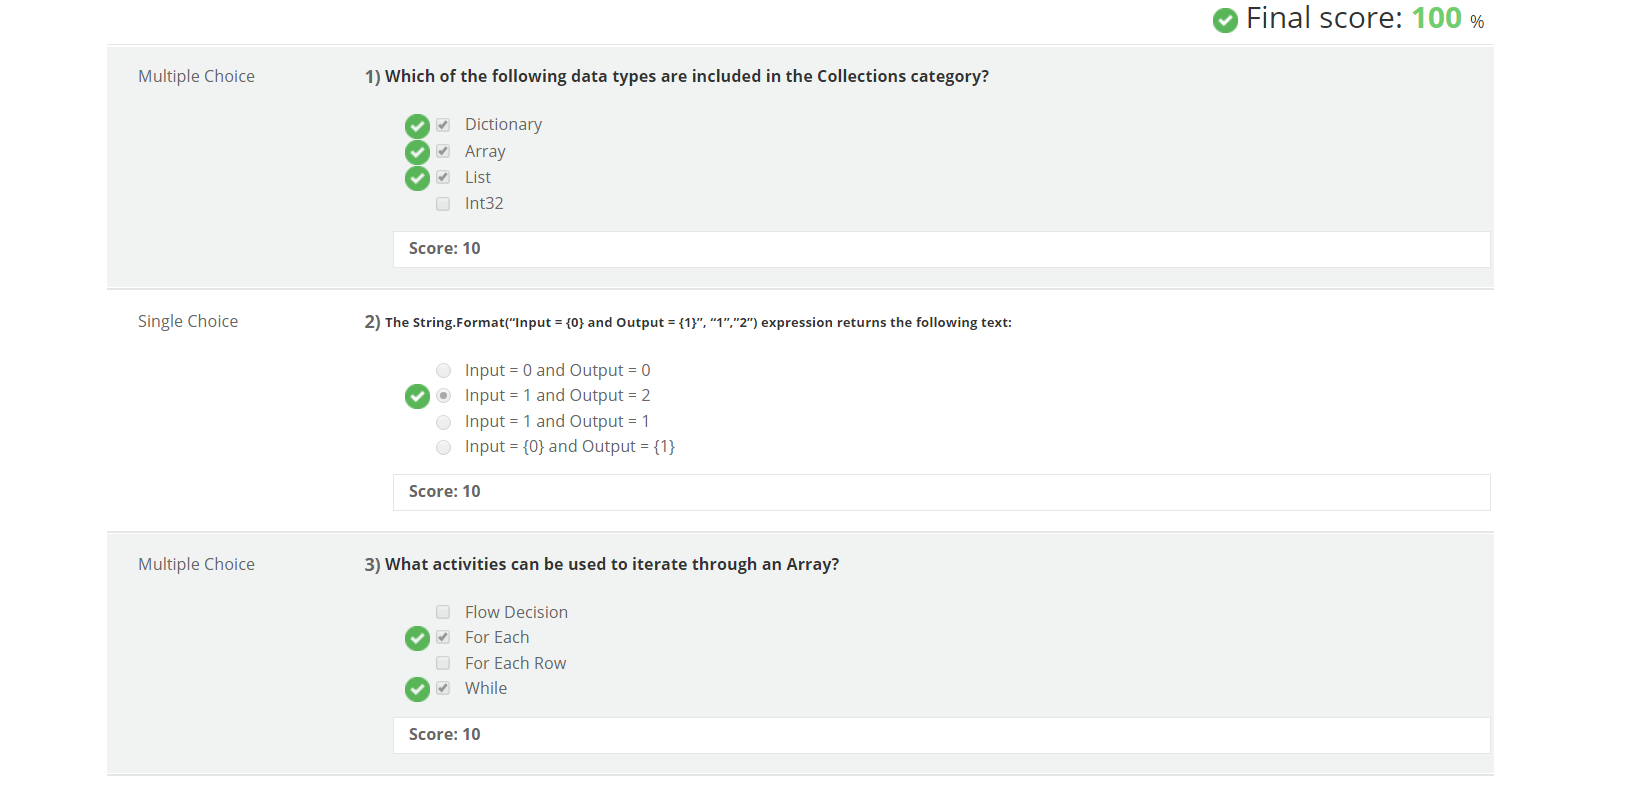 Final score: 100 %
Multiple Choice
1) Which of the following data types are included in the Collections category?
Dictionary
Array
List
Int32
Score: 10
Single Choice
2) The String.Format(“Input = {0} and Output = {1}”, “1”,”2”) expression returns the following text:
Input = 0 and Output = 0
Input = 1 and Output = 2
Input = 1 and Output = 1
Input = {0} and Output = {1}
Score: 10
Multiple Choice
3) What activities can be used to iterate through an Array?
Flow Decision
For Each
For Each Row
While
Score: 10